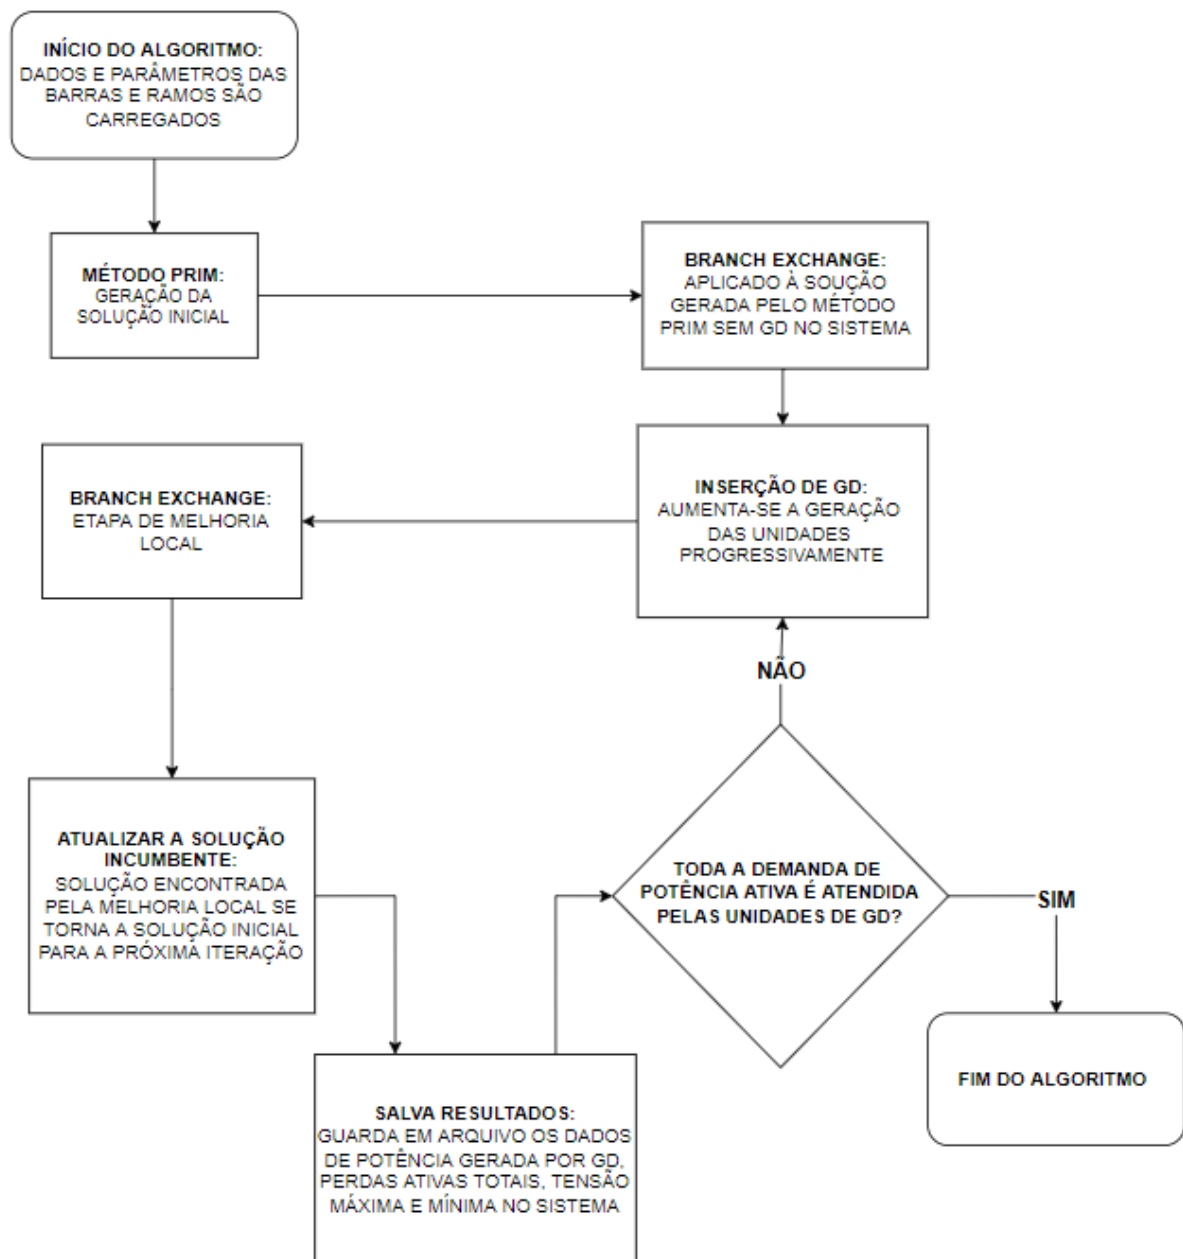 INÍCIO DO ALGORITMO:
DADOS E PARÂMETROS DAS
BARRAS E RAMOS SÃO
CARREGADOS
MÉTODO PRIM:
GERAÇÃO DA
SOLUÇÃO INICIAL
BRANCH EXCHANGE:
APLICADO À SOUÇÃO
GERADA PELO MÉTODO
PRIM SEM GD NO SISTEMA
INSERÇÃO DE GD:
AUMENTA-SE A GERAÇÃO
DAS UNIDADES
PROGRESSIVAMENTE
BRANCH EXCHANGE:
ETAPA DE MELHORIA
LOCAL
ATUALIZAR A SOLUÇÃO
INCUMBENTE:
SOLUÇÃO ENCONTRADA
PELA MELHORIA LOCAL SE
TORNA A SOLUÇÃO INICIAL
PARA A PRÓXIMA ITERAÇÃO
SALVA RESULTADOS:
GUARDA EM ARQUIVO OS DADOS
DE POTÊNCIA GERADA POR GD,
PERDAS ATIVAS TOTAIS, TENSÃO
MÁXIMA E MÍNIMA NO SISTEMA
TODA A DEMANDA DE
POTÊNCIA ATIVA É ATENDIDA
PELAS UNIDADES DE GD?
NÃO
SIM
FIM DO ALGORITMO